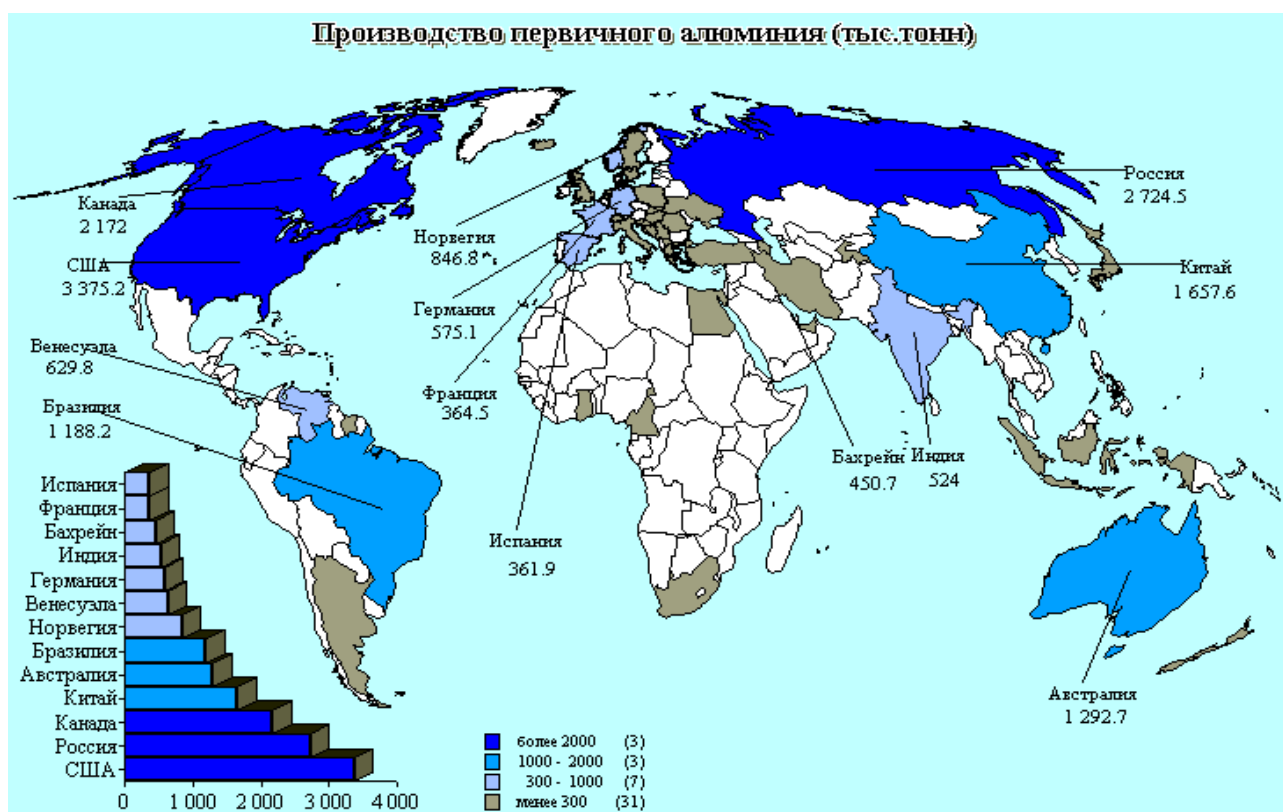 Производство первичного алюминия (тыс.тонн)
Канада
2 172
США
3 375.2
Венесуэла
629.8
Бразилия
1 188.2
Норвегия
846.8
Германия
575.1
Франция
364.5
Испания
361.9
Бахрейн
450.7
Индия
524
Россия
2 724.5
Китай
1 657.6
Австралия
1 292.7
Испания
Франция
Бахрейн
Индия
Германия
Венесуэла
Норвегия
Бразилия
Австралия
Китай
Канада
Россия
США
0 1 000 2 000 3 000 4 000
более 2000 (3)
1000 - 2000 (3)
300 - 1000 (7)
менее 300 (31)